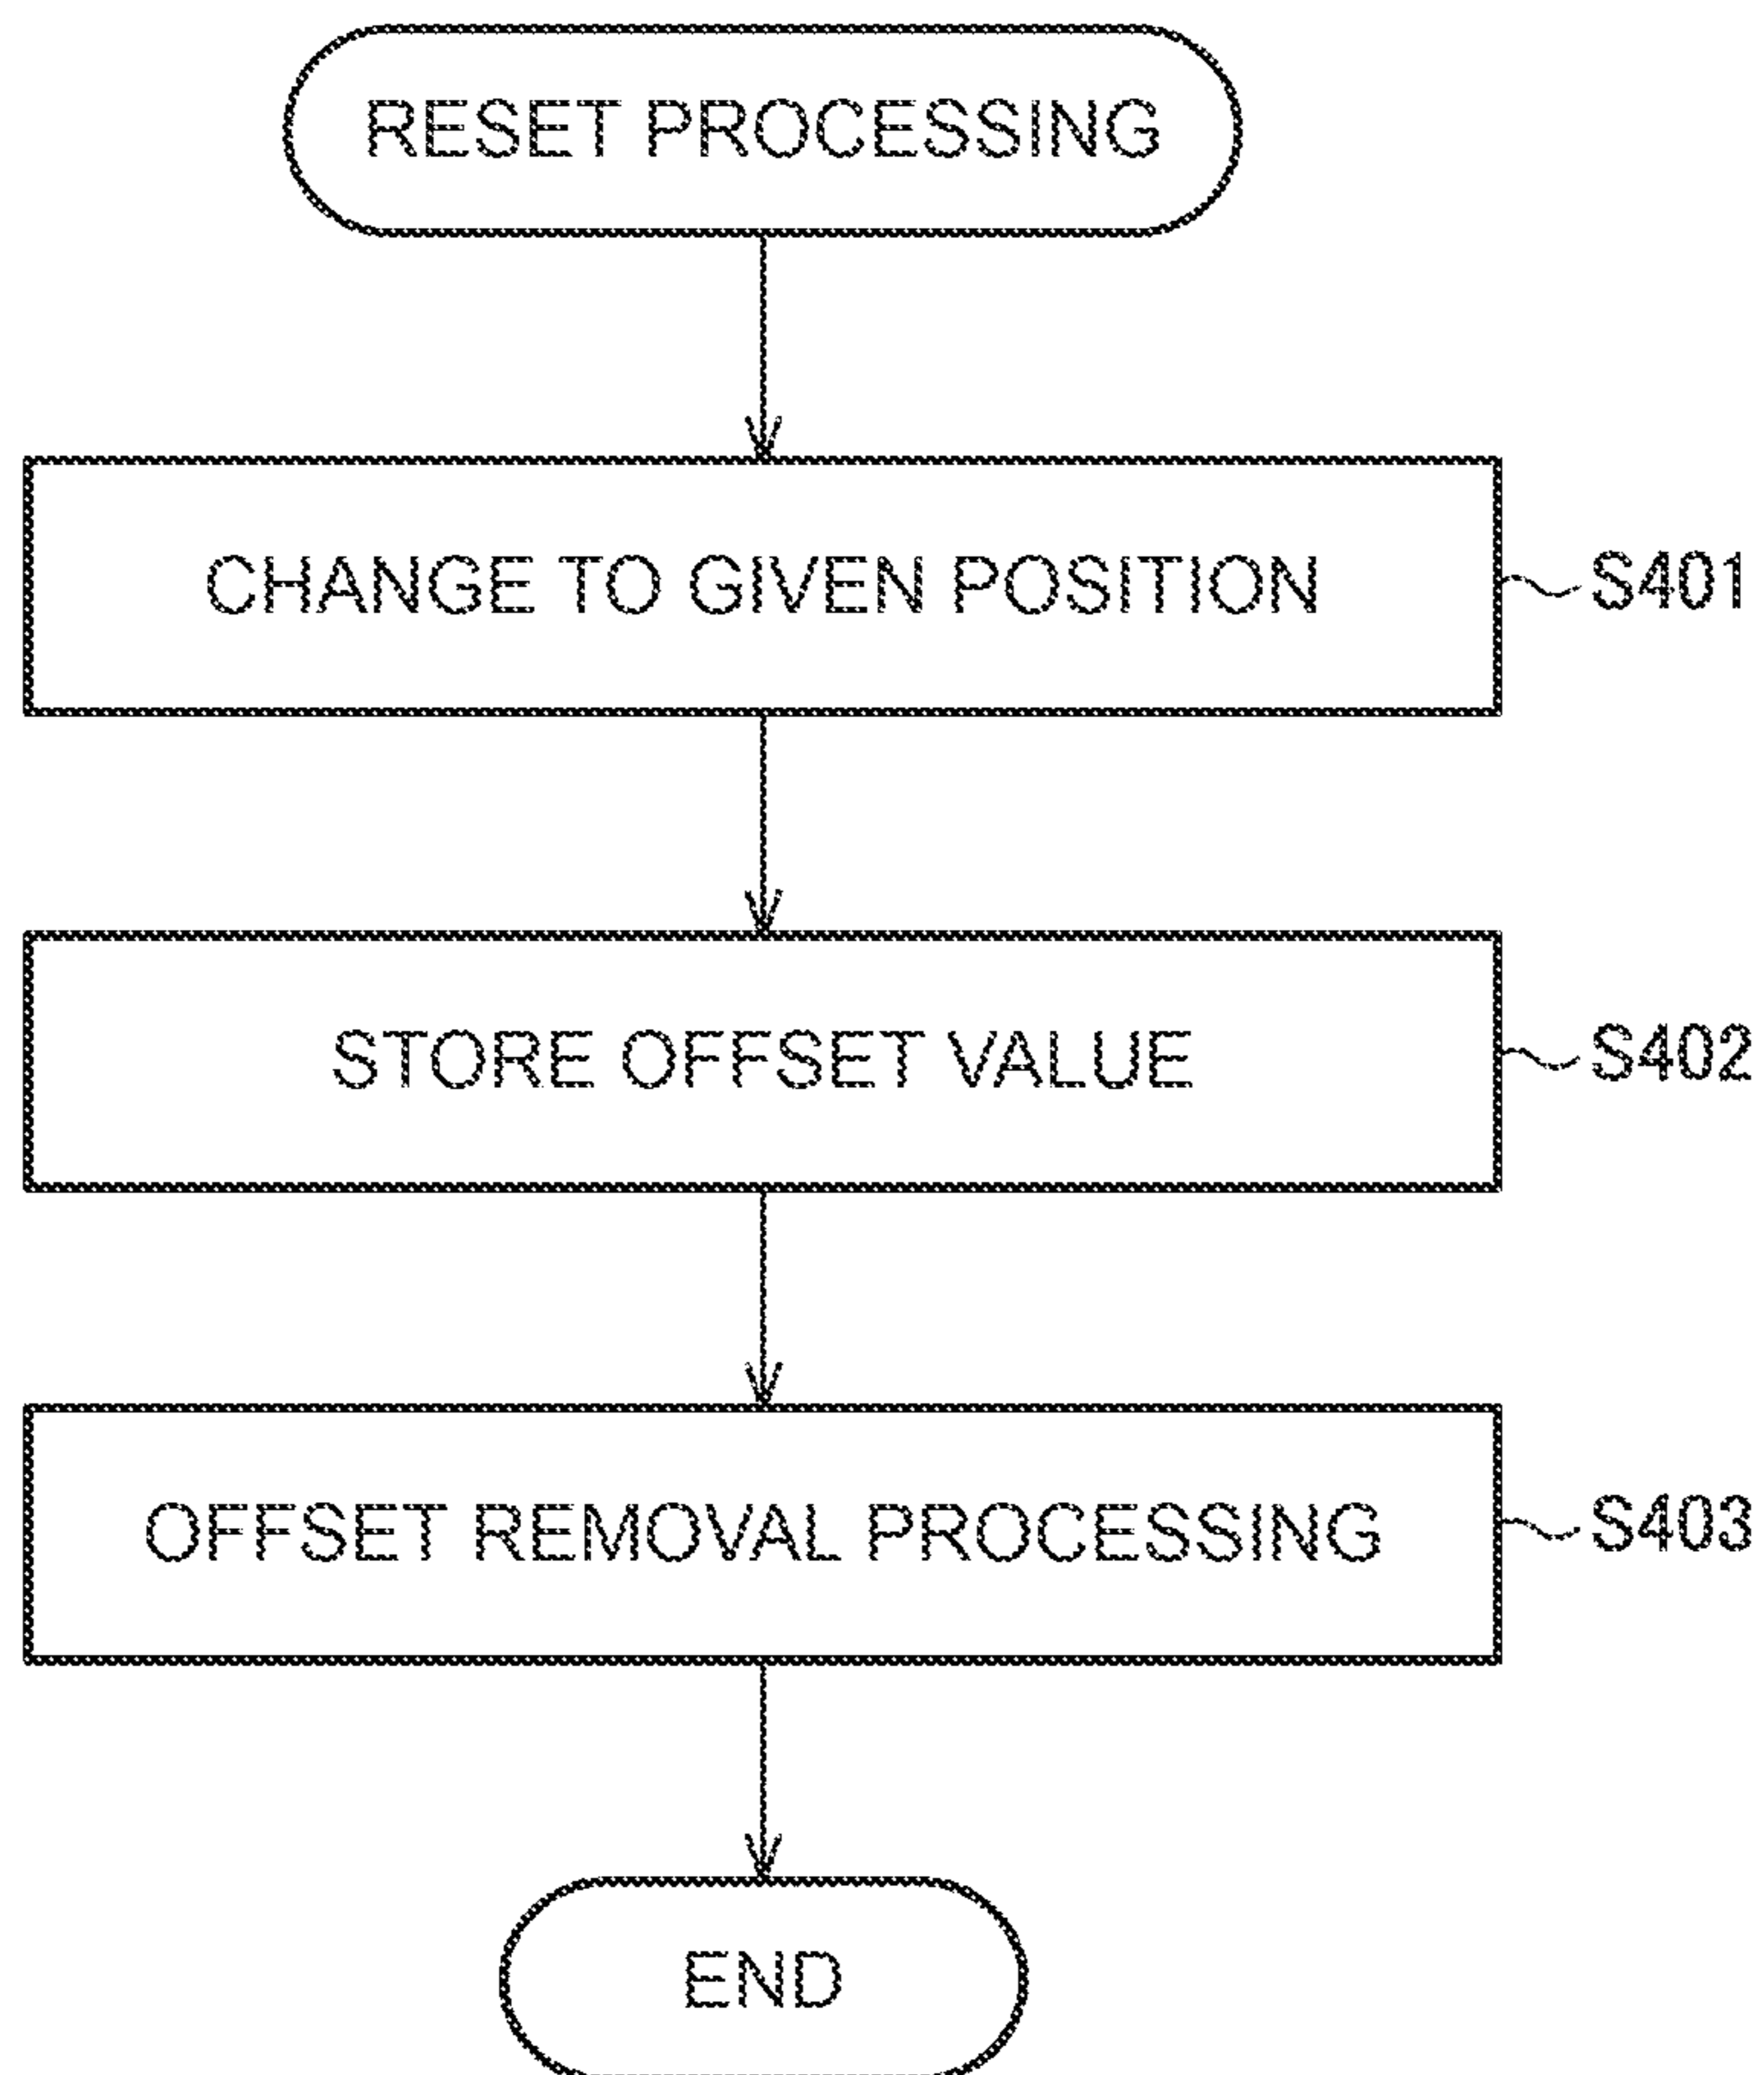 RESET PROCESSING
CHANGE TO GIVEN POSITION
S401
STORE OFFSET VALUE
S402
OFFSET REMOVAL PROCESSING
S403
END